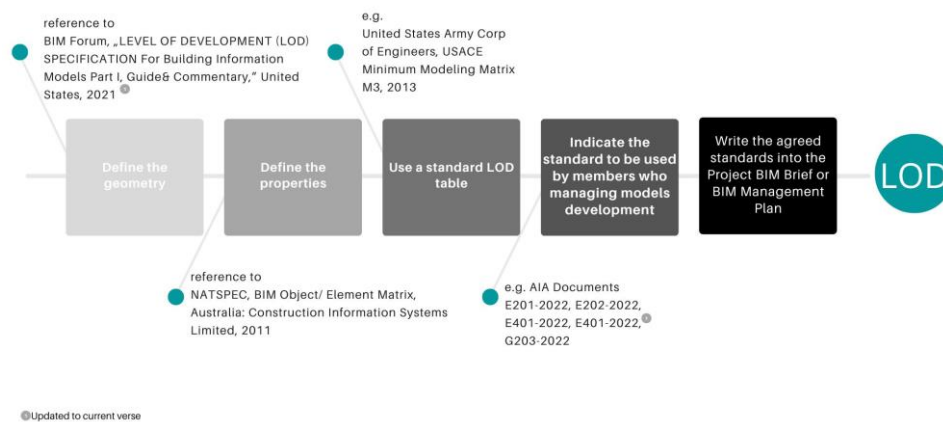 reference to
BIM Forum, „LEVEL OF DEVELOPMENT (LOD)
SPECIFICATION For Building Information
Models Part I, Guide& Commentary,” United
States, 2021
e.g.
United States Army Corp
of Engineers, USACE
Minimum Modeling Matrix
M3, 2013
Define the
geometry
Define the
properties
Use a standard LOD
table
Indicate the
standard to be used
by members who
managing models
development
Write the agreed
standards into the
Project BIM Brief or
BIM Management
Plan
LOD
reference to
NATSPEC, BIM Object/ Element Matrix,
Australia: Construction Information Systems
Limited, 2011
e.g. AIA Documents
E201-2022, E202-2022,
E401-2022, E401-2022,
G203-2022
Updated to current verse